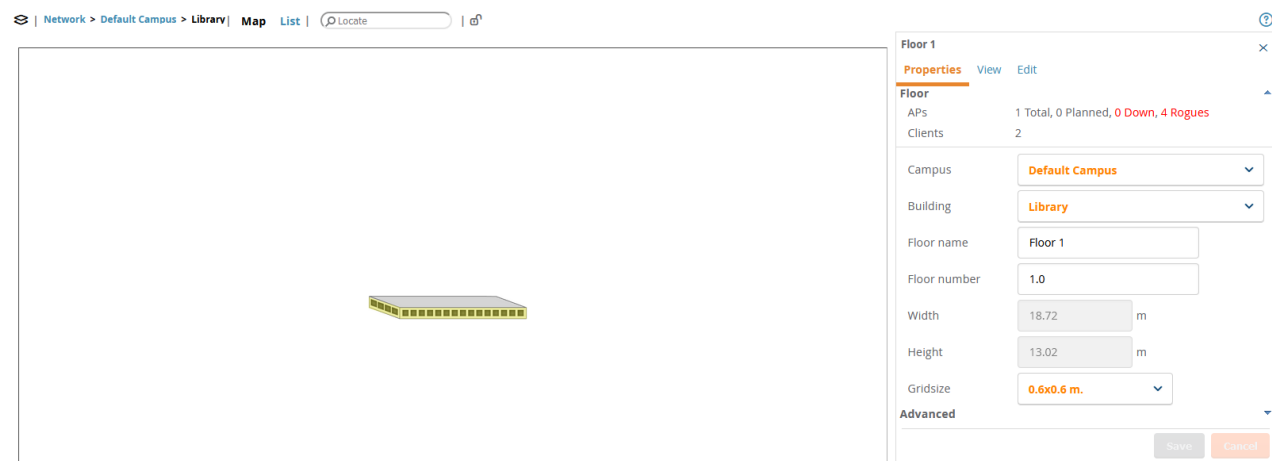 | Network > Default Campus > Library | Map List | Locate |
Floor 1
Properties View Edit
Floor
APs 1 Total, 0 Planned, 0 Down, 4 Rogues
Clients 2
Campus Default Campus
Building Library
Floor name Floor 1
Floor number 1.0
Width 18.72 m
Height 13.02 m
Gridsize 0.6x0.6 m.
Advanced
Save Cancel